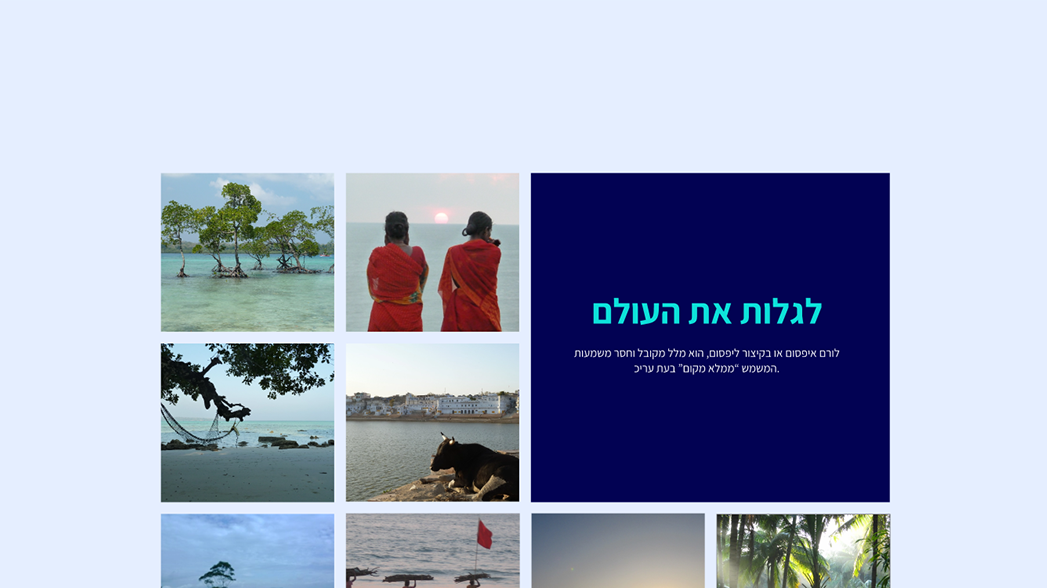 לגלות את העולם
לורם איפסום או בקיצור ליפסום, הוא מלל מקובל וחסר משמעות
המשמש “ממלא מקום” בעת עריכ.